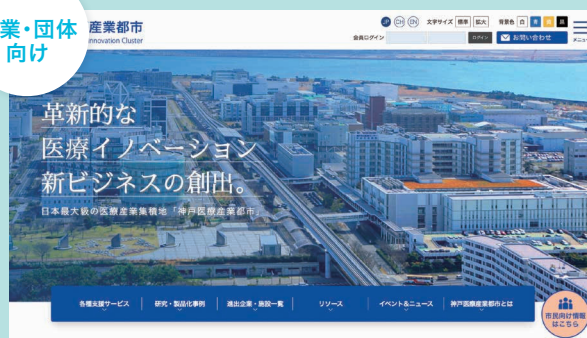 業・団体
向け
産業都市
Innovation Cluster
JP CH EN 文字サイズ 標準 拡大 背景色 白 青 黄 黒
会員ログイン ログイン お問い合わせ メニュー
革新的な
医療イノベーション
新ビジネスの創出。
日本最大級の医療産業集積地「神戸医療産業都市」
各種支援サービス 研究・製品化事例 進出企業・施設一覧 リソース イベント&ニュース 神戸医療産業都市とは
市民向け情報
はこちら